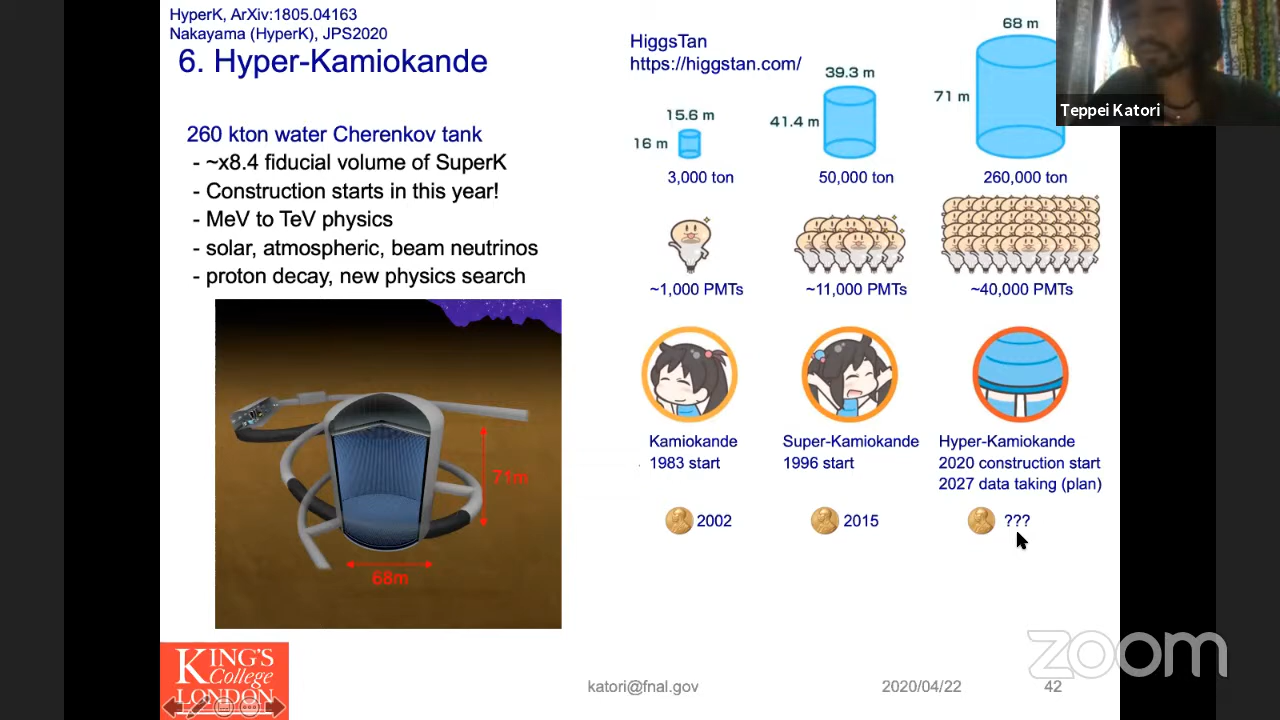 HyperK, ArXiv:1805.04163
Nakayama (HyperK), JPS2020
6. Hyper-Kamiokande
260 kton water Cherenkov tank
- ~x8.4 fiducial volume of SuperK
- Construction starts in this year!
- MeV to TeV physics
- solar, atmospheric, beam neutrinos
- proton decay, new physics search
71m
68m
HiggsTan
https://higgstan.com/
15.6 m
16 m
3,000 ton
39.3 m
41.4 m
50,000 ton
68 m
71 m
260,000 ton
~1,000 PMTs
~11,000 PMTs
~40,000 PMTs
Kamiokande
1983 start
Super-Kamiokande
1996 start
Hyper-Kamiokande
2020 construction start
2027 data taking (plan)
2002
2015
???
Teppei Katori
KING'S
College
LONDON
katori@fnal.gov
2020/04/22
42
zoom